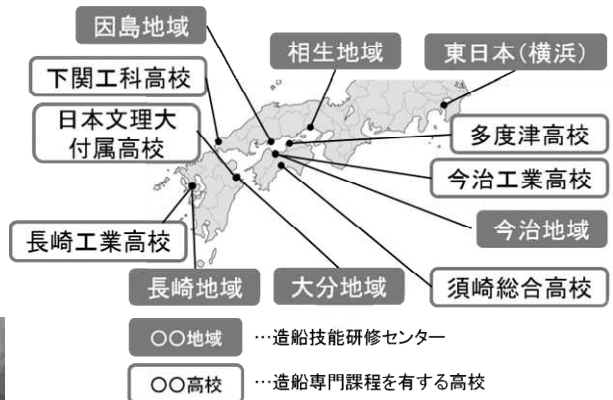 因島地域
相生地域
東日本(横浜)
下関工科高校
日本文理大
付属高校
多度津高校
今治工業高校
今治地域
長崎工業高校
長崎地域
大分地域
須崎総合高校
〇〇地域 …造船技能研修センター
〇〇高校 …造船専門課程を有する高校